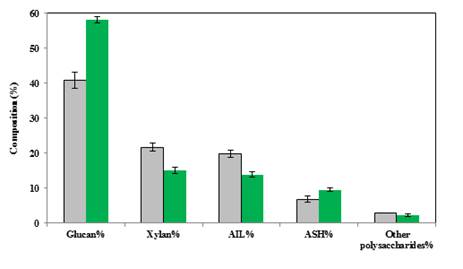 60
50
40
30
20
10
0
Composition (%)
Glucan% Xylan% AIL% ASH% Other
polysaccharides%